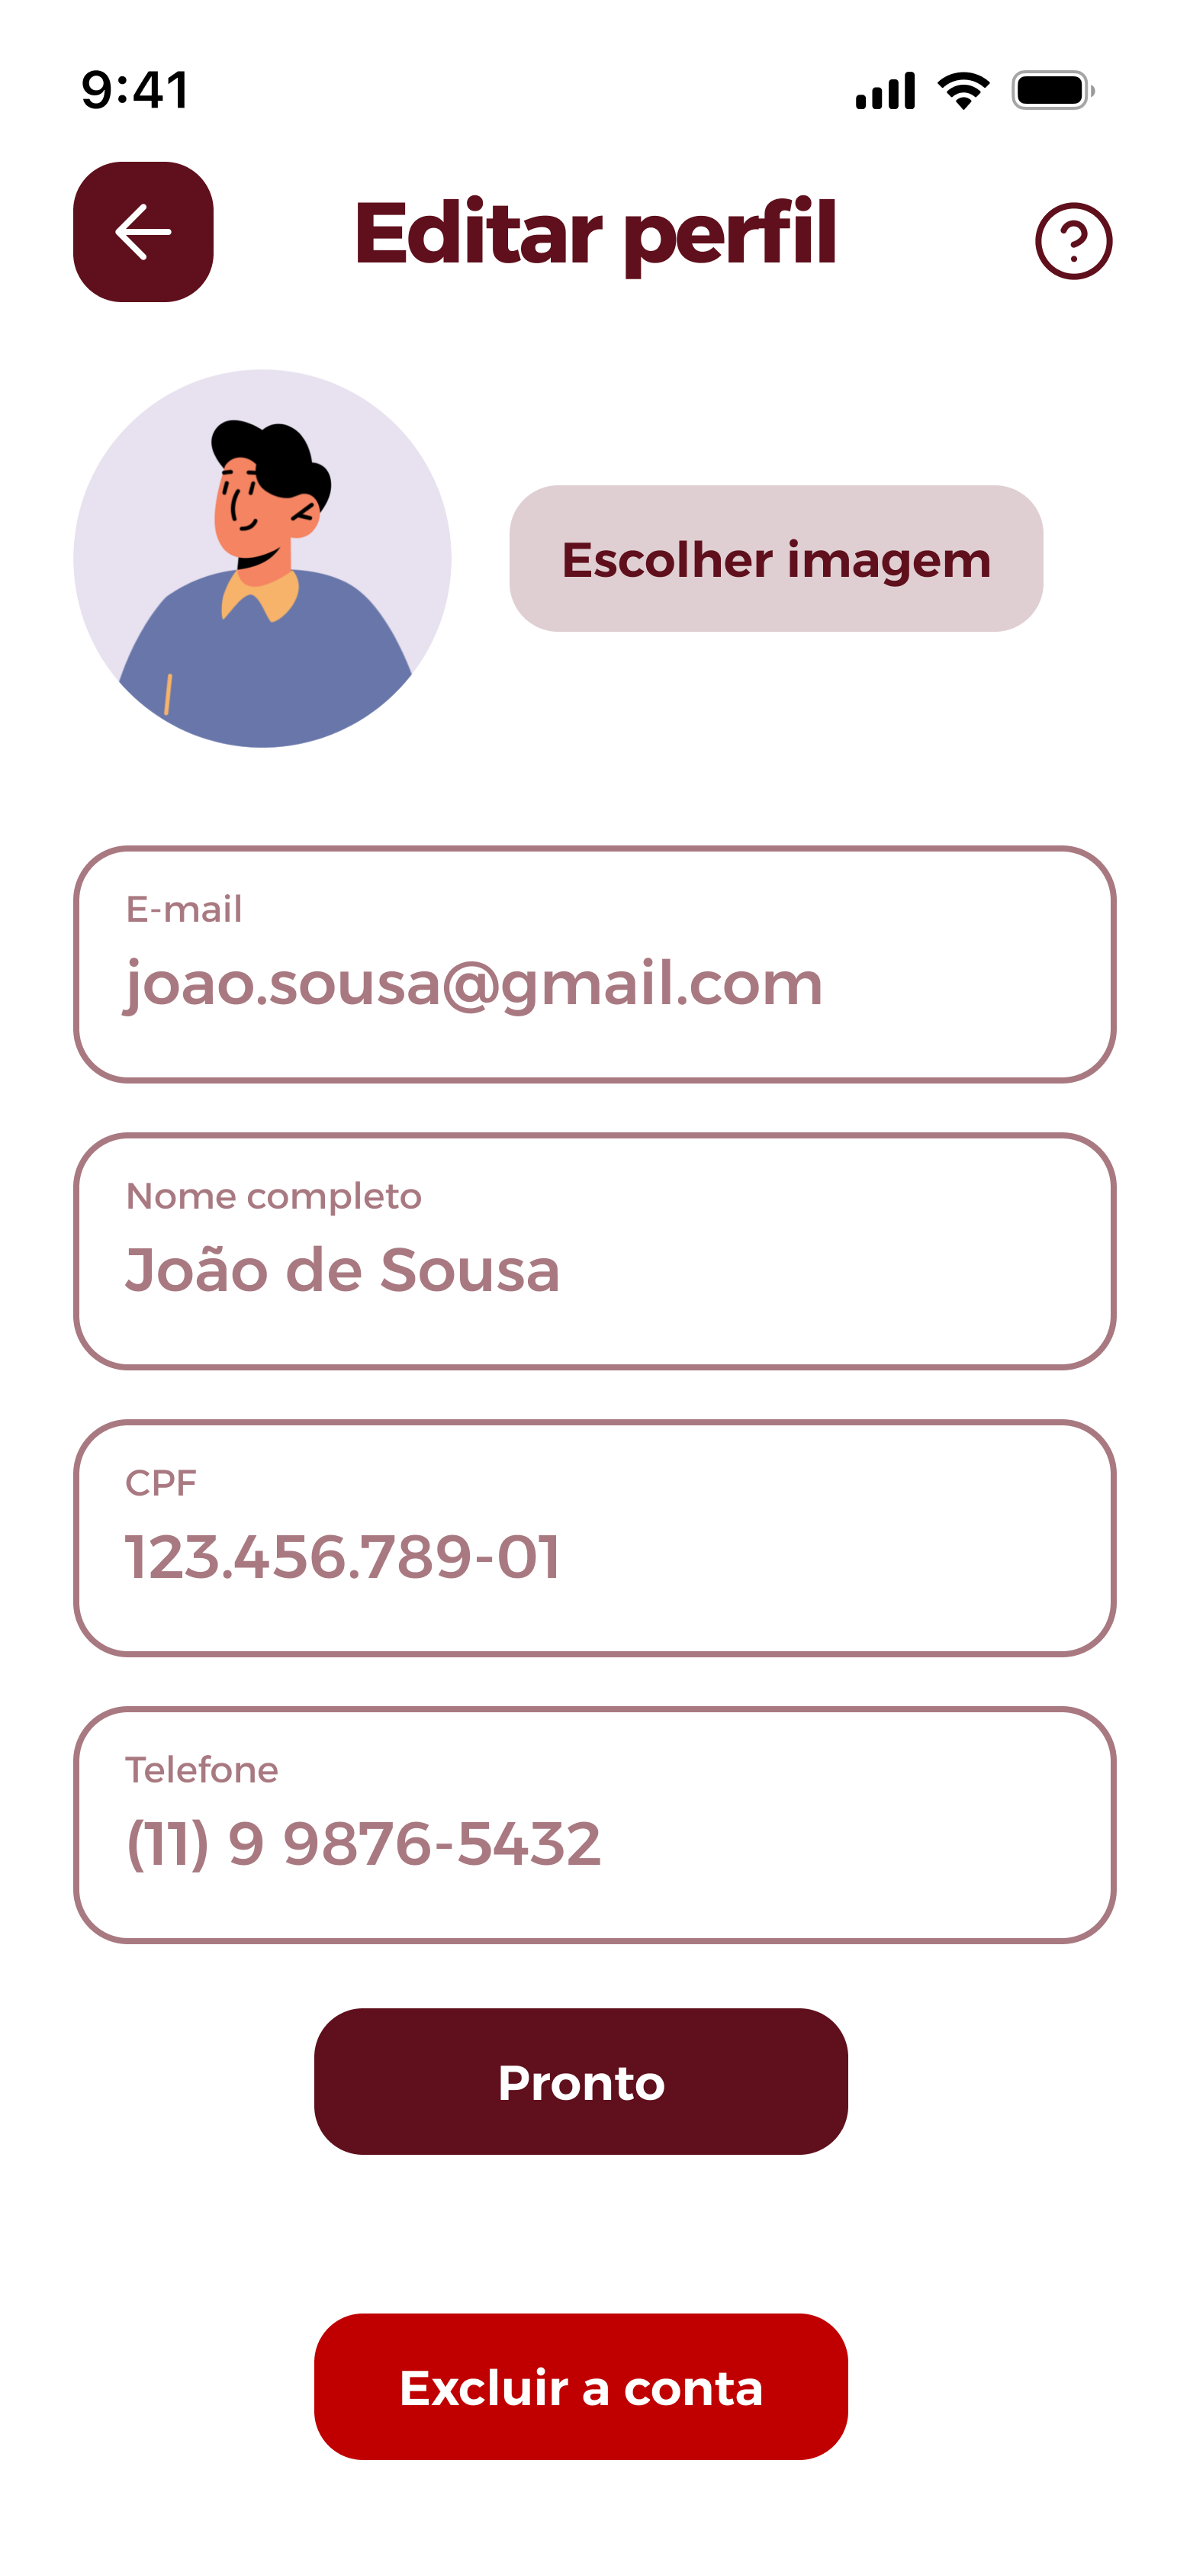 9:41
Editar perfil
Escolher imagem
E-mail
joao.sousa@gmail.com
Nome completo
João de Sousa
CPF
123.456.789-01
Telefone
(11) 9 9876-5432
Pronto
Excluir a conta